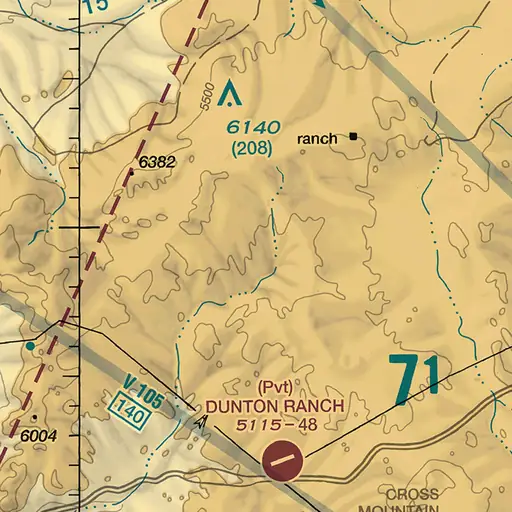 15
5500
6140
(208)
ranch
6382
71
V 105
140
(Pvt)
DUNTON RANCH
5115-48
6004
CROSS
MOUNTAIN